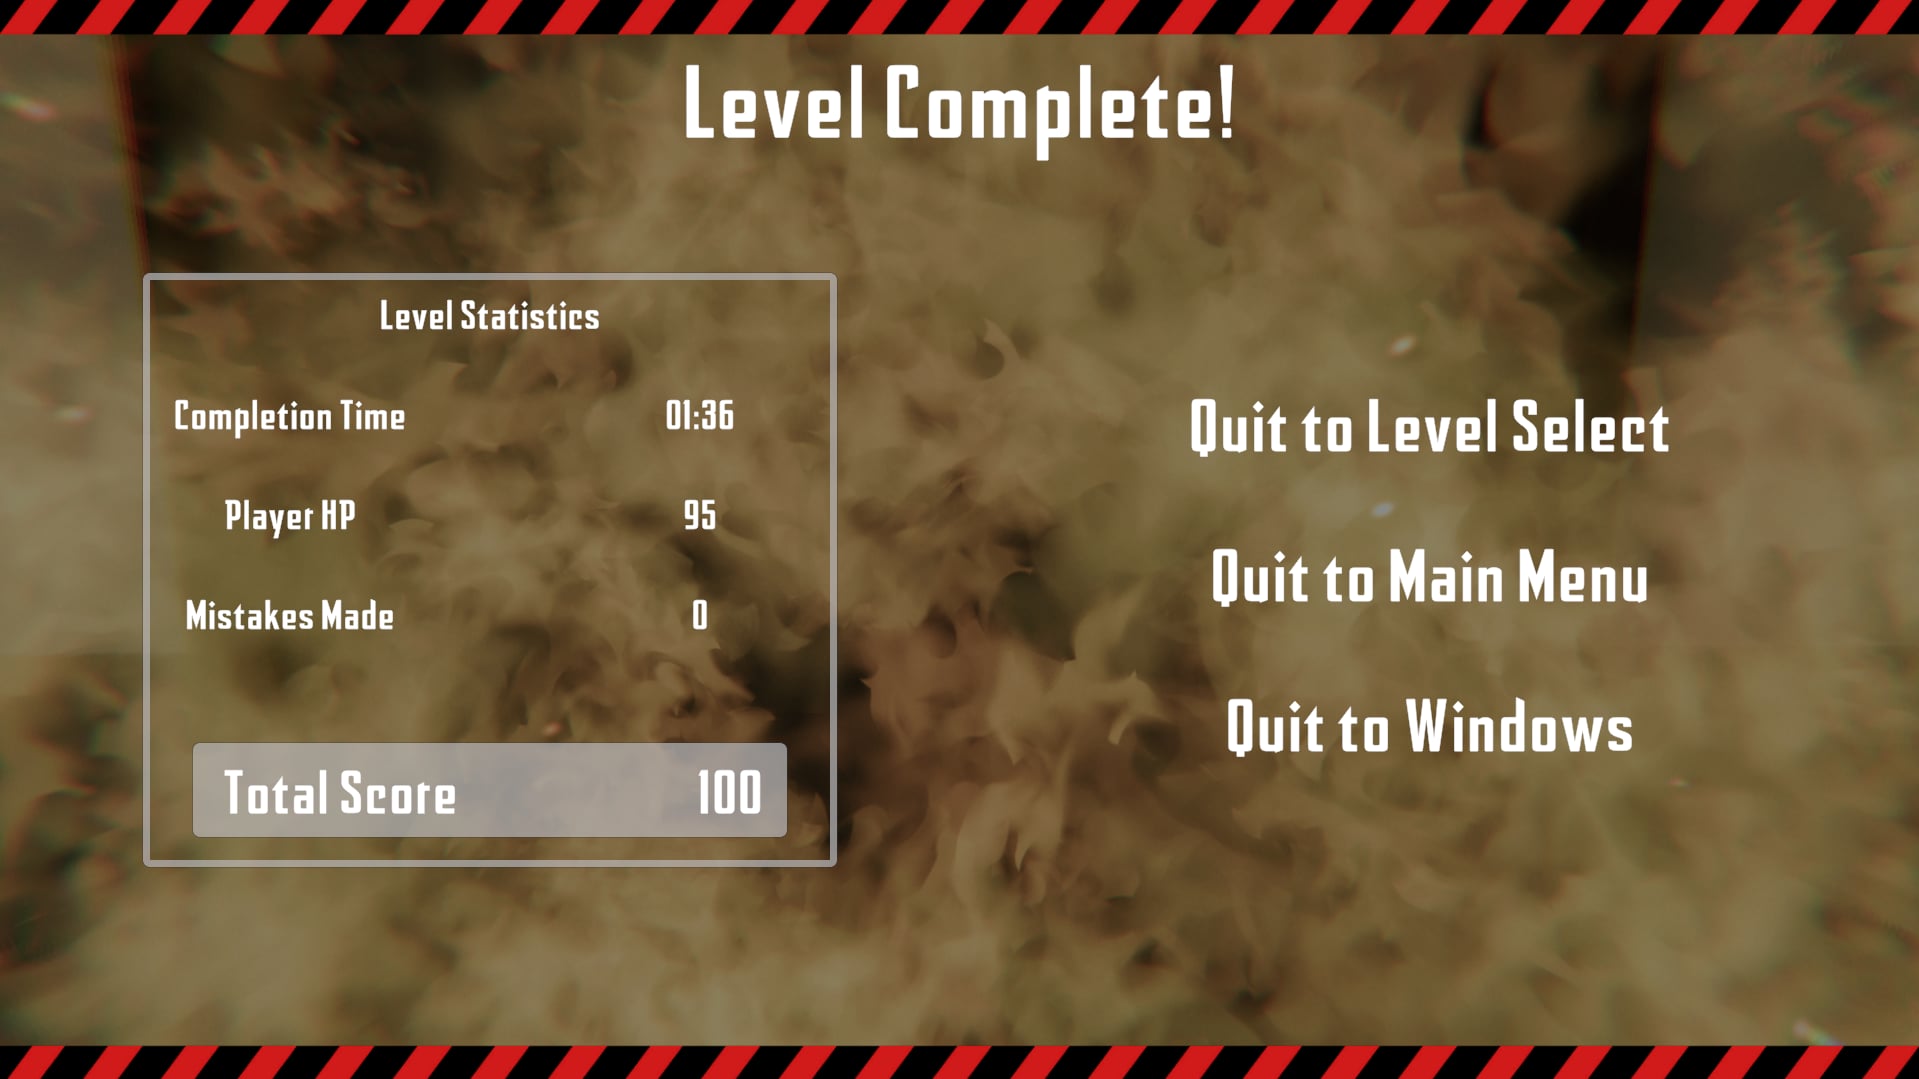 Level Complete!
Level Statistics
Completion Time 01:36
Player HP 95
Mistakes Made 0
Total Score 100
Quit to Level Select
Quit to Main Menu
Quit to Windows